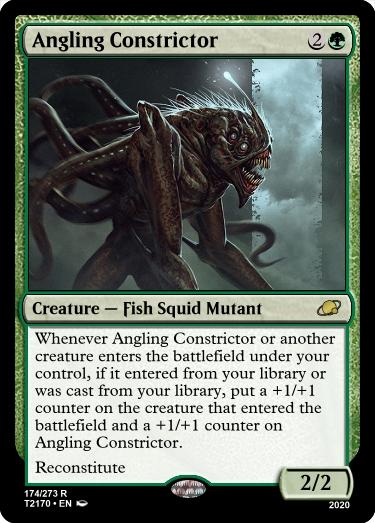 Angling Constrictor 2
Creature — Fish Squid Mutant
Whenever Angling Constrictor or another
creature enters the battlefield under your
control, if it entered from your library or
was cast from your library, put a +1/+1
counter on the creature that entered the
battlefield and a +1/+1 counter on
Angling Constrictor.
Reconstitute
2/2
174/273 R
T2170 • EN
2020